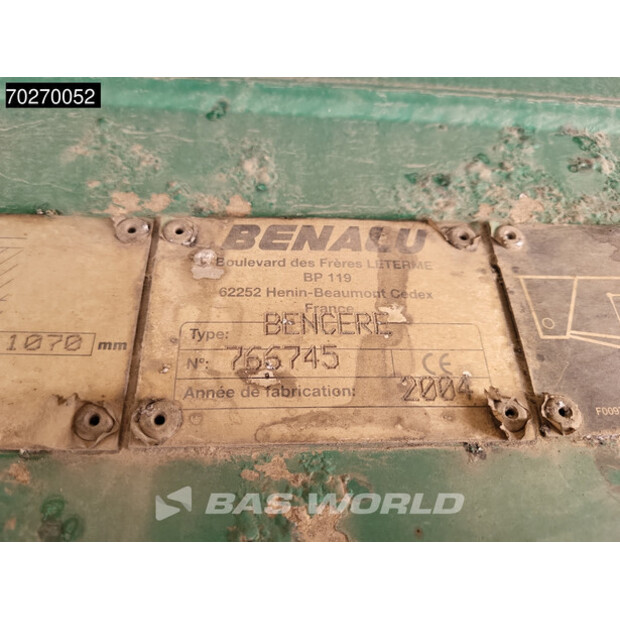 70270052
BENALU
Boulevard des Frères LETERME
BP 119
62252 Henin-Beaumont Cedex
France
Type: BENCERE
N°: 766745
CE
Année de fabrication: 2004
1070 mm
BAS WORLD